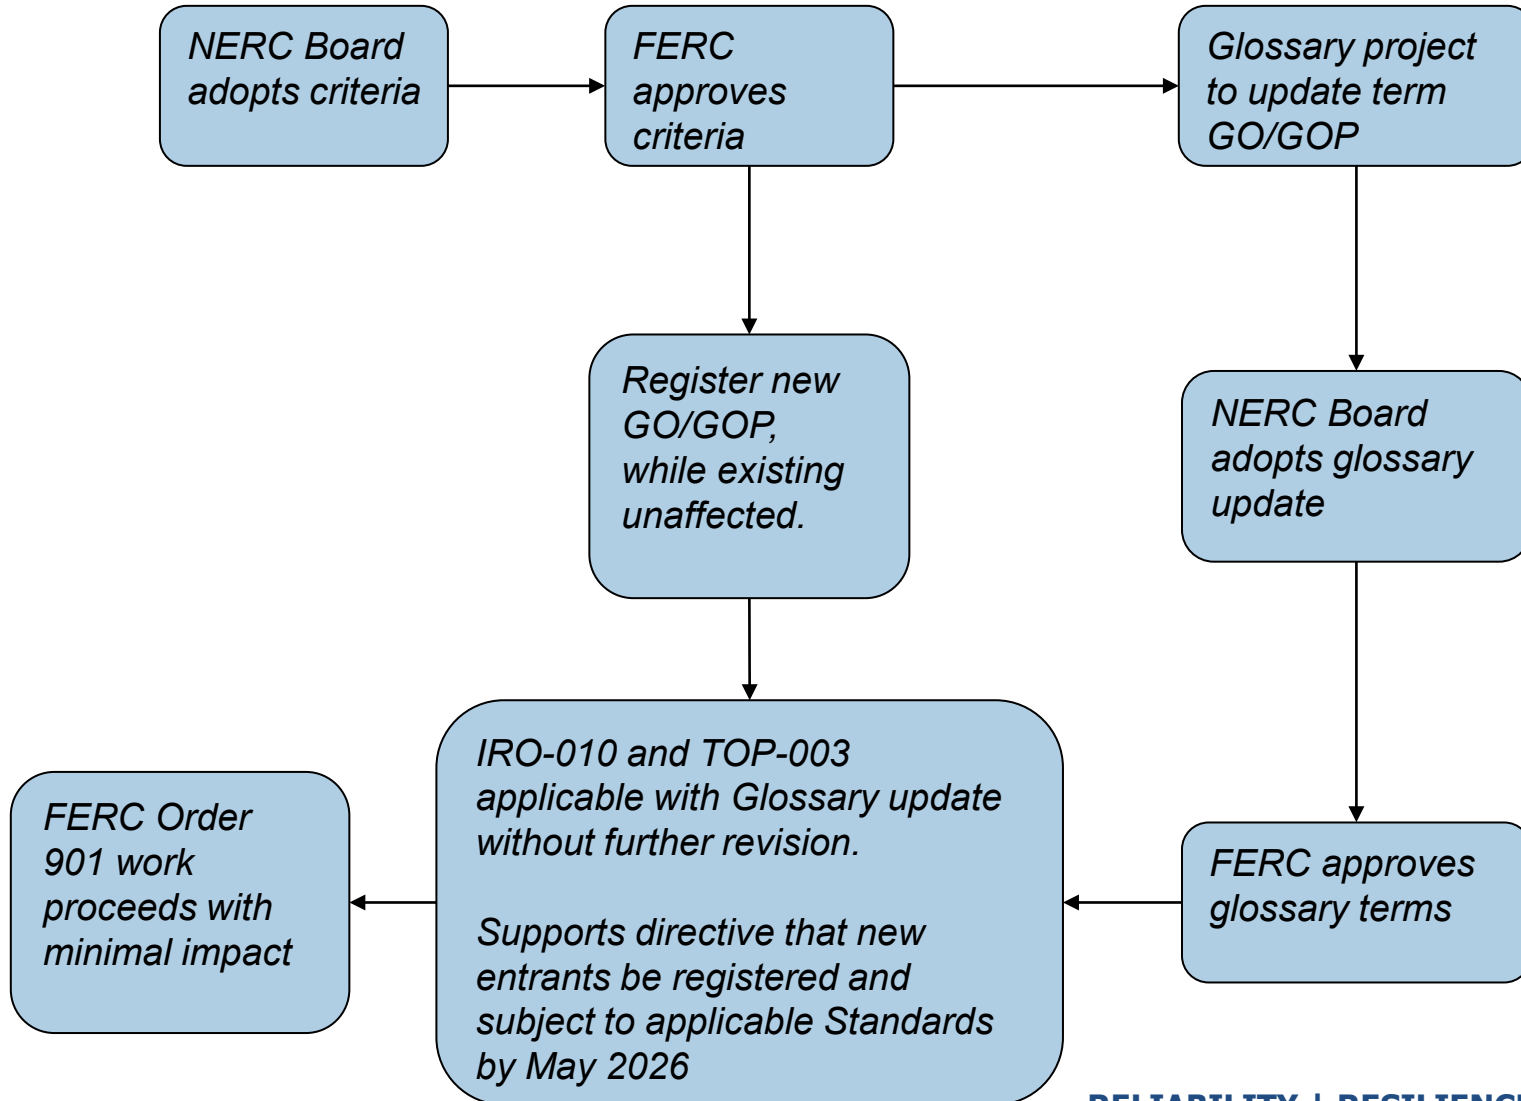 NERC Board
adopts criteria
FERC
approves
criteria
Glossary project
to update term
GO/GOP
Register new
GO/GOP,
while existing
unaffected.
NERC Board
adopts glossary
update
IRO-010 and TOP-003
applicable with Glossary update
without further revision.
Supports directive that new
entrants be registered and
subject to applicable Standards
by May 2026
FERC approves
glossary terms
FERC Order
901 work
proceeds with
minimal impact
RELIABILITY | RESILIENCE